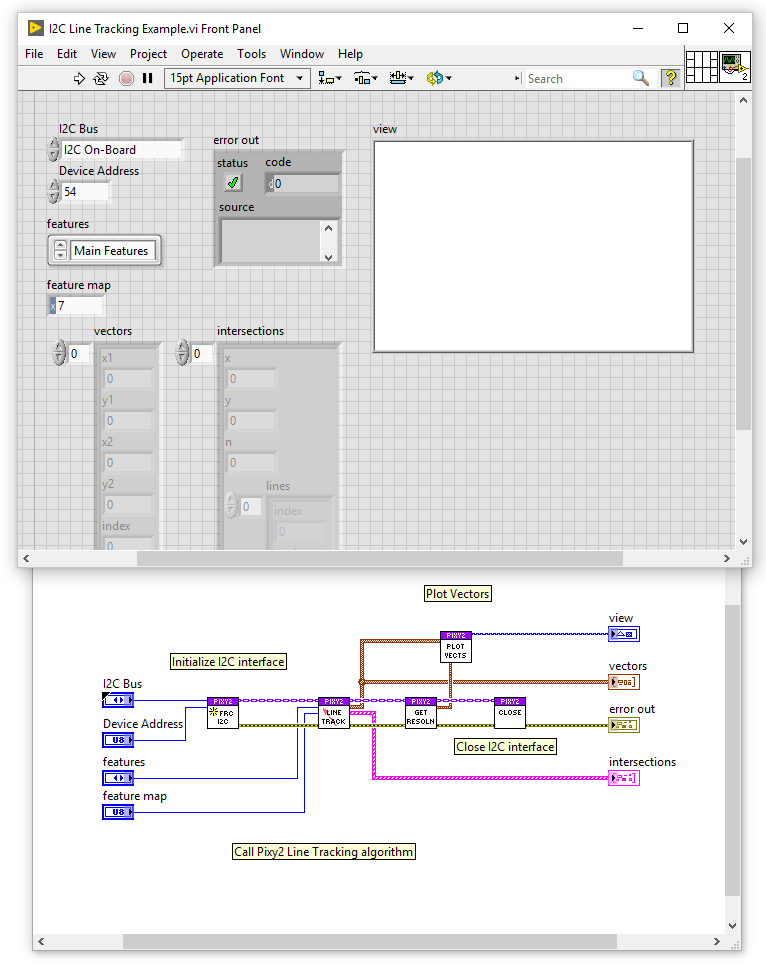 I2C Line Tracking Example.vi Front Panel
File Edit View Project Operate Tools Window Help
15pt Application Font
Search
?
2
I2C Bus
I2C On-Board
Device Address
54
features
Main Features
feature map
x 7
error out
status
code
d 0
source
view
vectors
0
x1
0
y1
0
x2
0
y2
0
index
0
intersections
0
x
0
y
0
n
0
lines
0
index
0
Plot Vectors
view
PIXY2
PLOT
VECTS
Initialize I2C interface
vectors
I2C Bus
PIXY2
FRC
I2C
PIXY2
LINE
TRACK
PIXY2
GET
RESOLN
PIXY2
CLOSE
error out
Device Address
U8
Close I2C interface
features
intersections
feature map
U8
Call Pixy2 Line Tracking algorithm